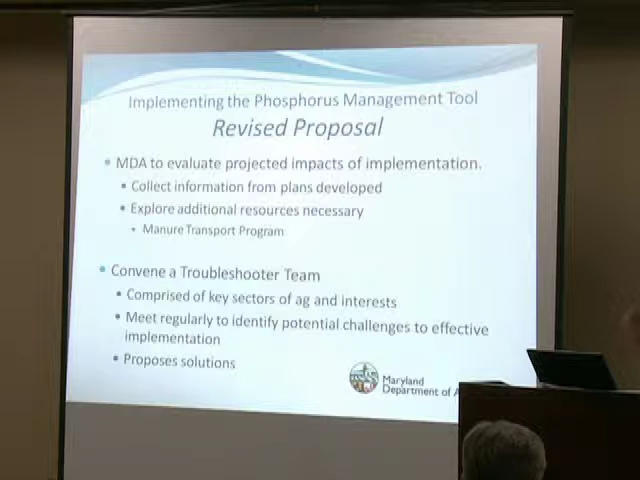 Implementing the Phosphorus Management Tool
Revised Proposal
• MDA to evaluate projected impacts of implementation.
• Collect information from plans developed
• Explore additional resources necessary
• Manure Transport Program
• Convene a Troubleshooter Team
• Comprised of key sectors of ag and interests
• Meet regularly to identify potential challenges to effective
implementation
• Proposes solutions
Maryland
Department of A